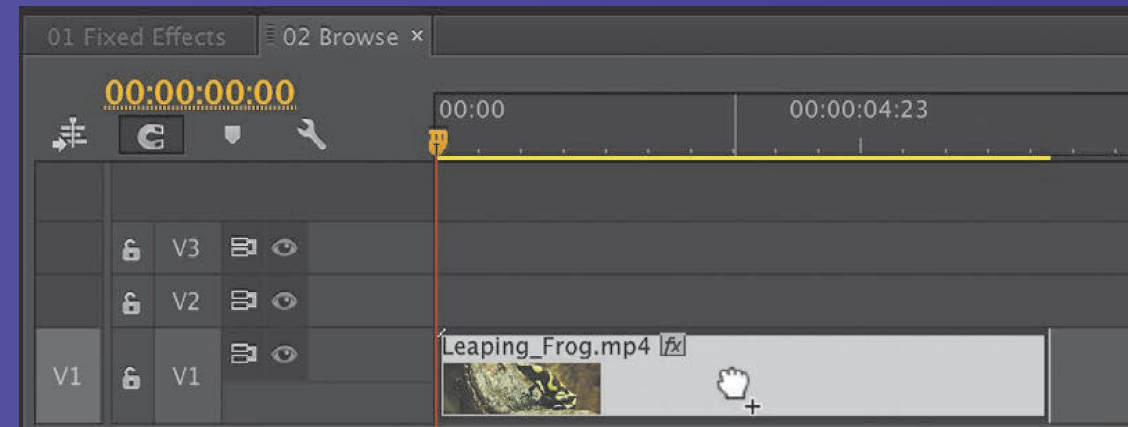 01 Fixed Effects
02 Browse ×
00:00:00:00
00:00
00:00:04:23
V3
V2
V1
V1
Leaping_Frog.mp4 fx